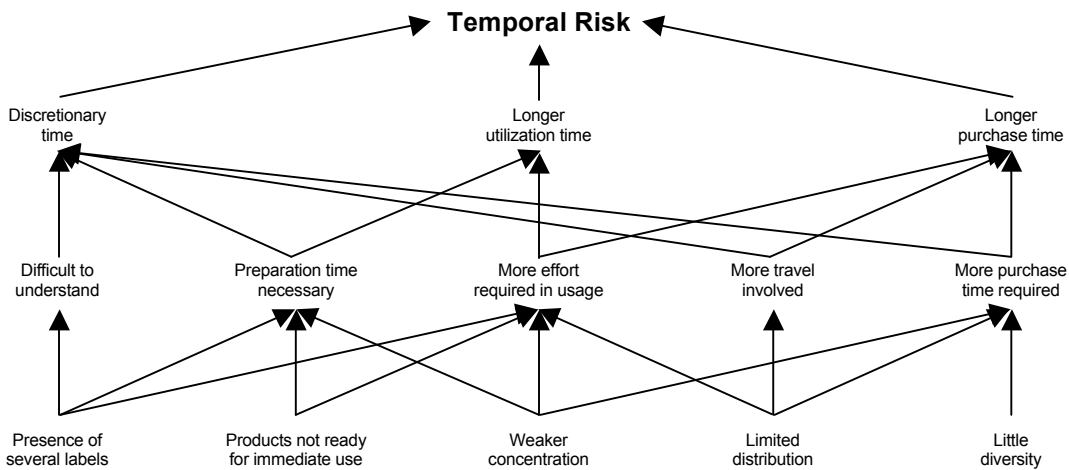 Temporal Risk
Discretionary
time
Longer
utilization time
Longer
purchase time
Difficult to
understand
Preparation time
necessary
More effort
required in usage
More travel
involved
More purchase
time required
Presence of
several labels
Products not ready
for immediate use
Weaker
concentration
Limited
distribution
Little
diversity